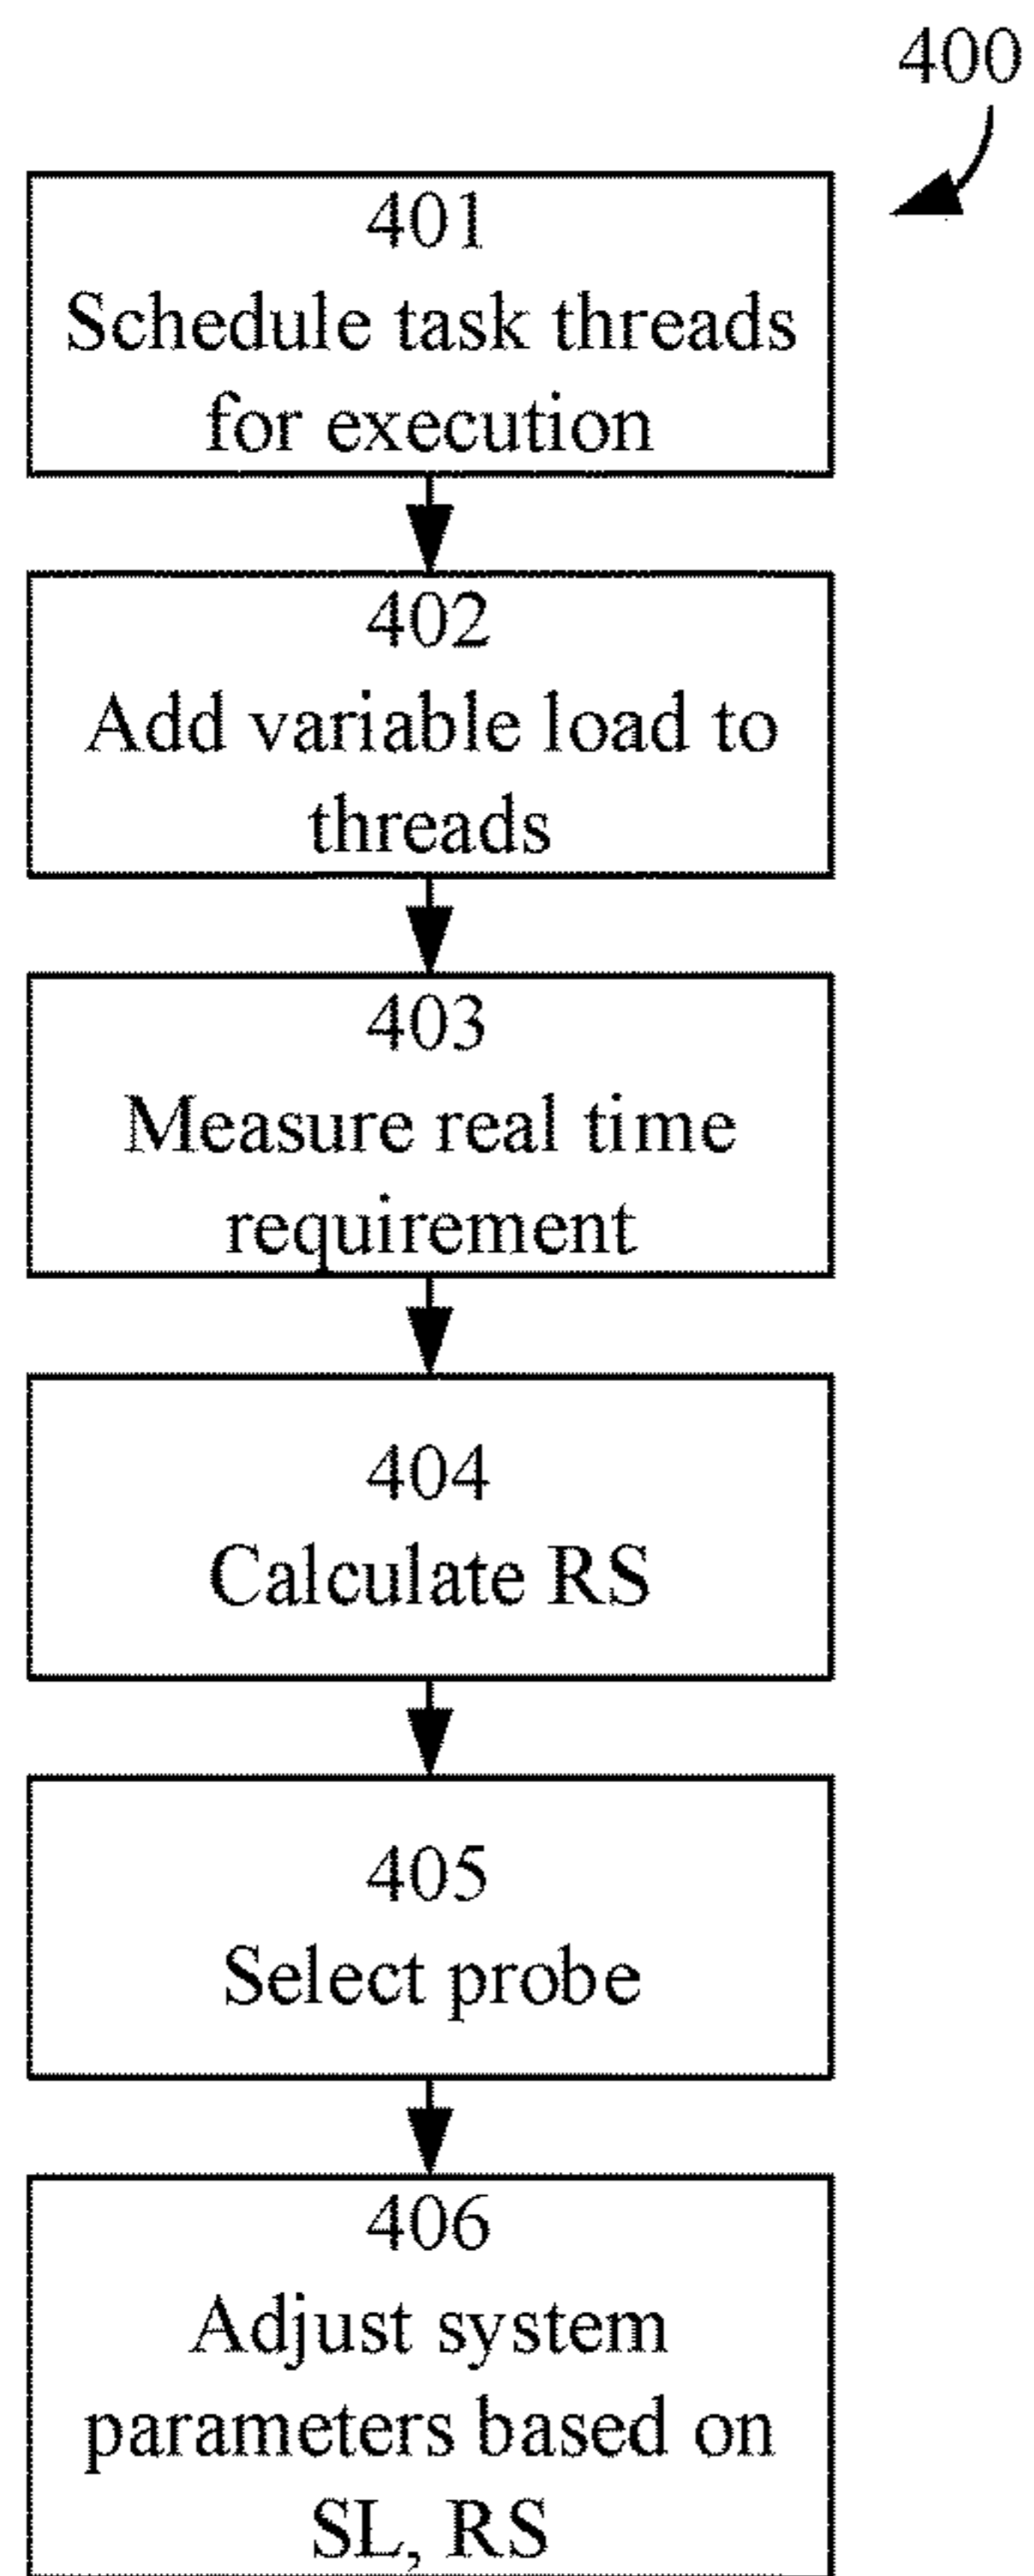 400
401
Schedule task threads
for execution
402
Add variable load to
threads
403
Measure real time
requirement
404
Calculate RS
405
Select probe
406
Adjust system
parameters based on
SL, RS